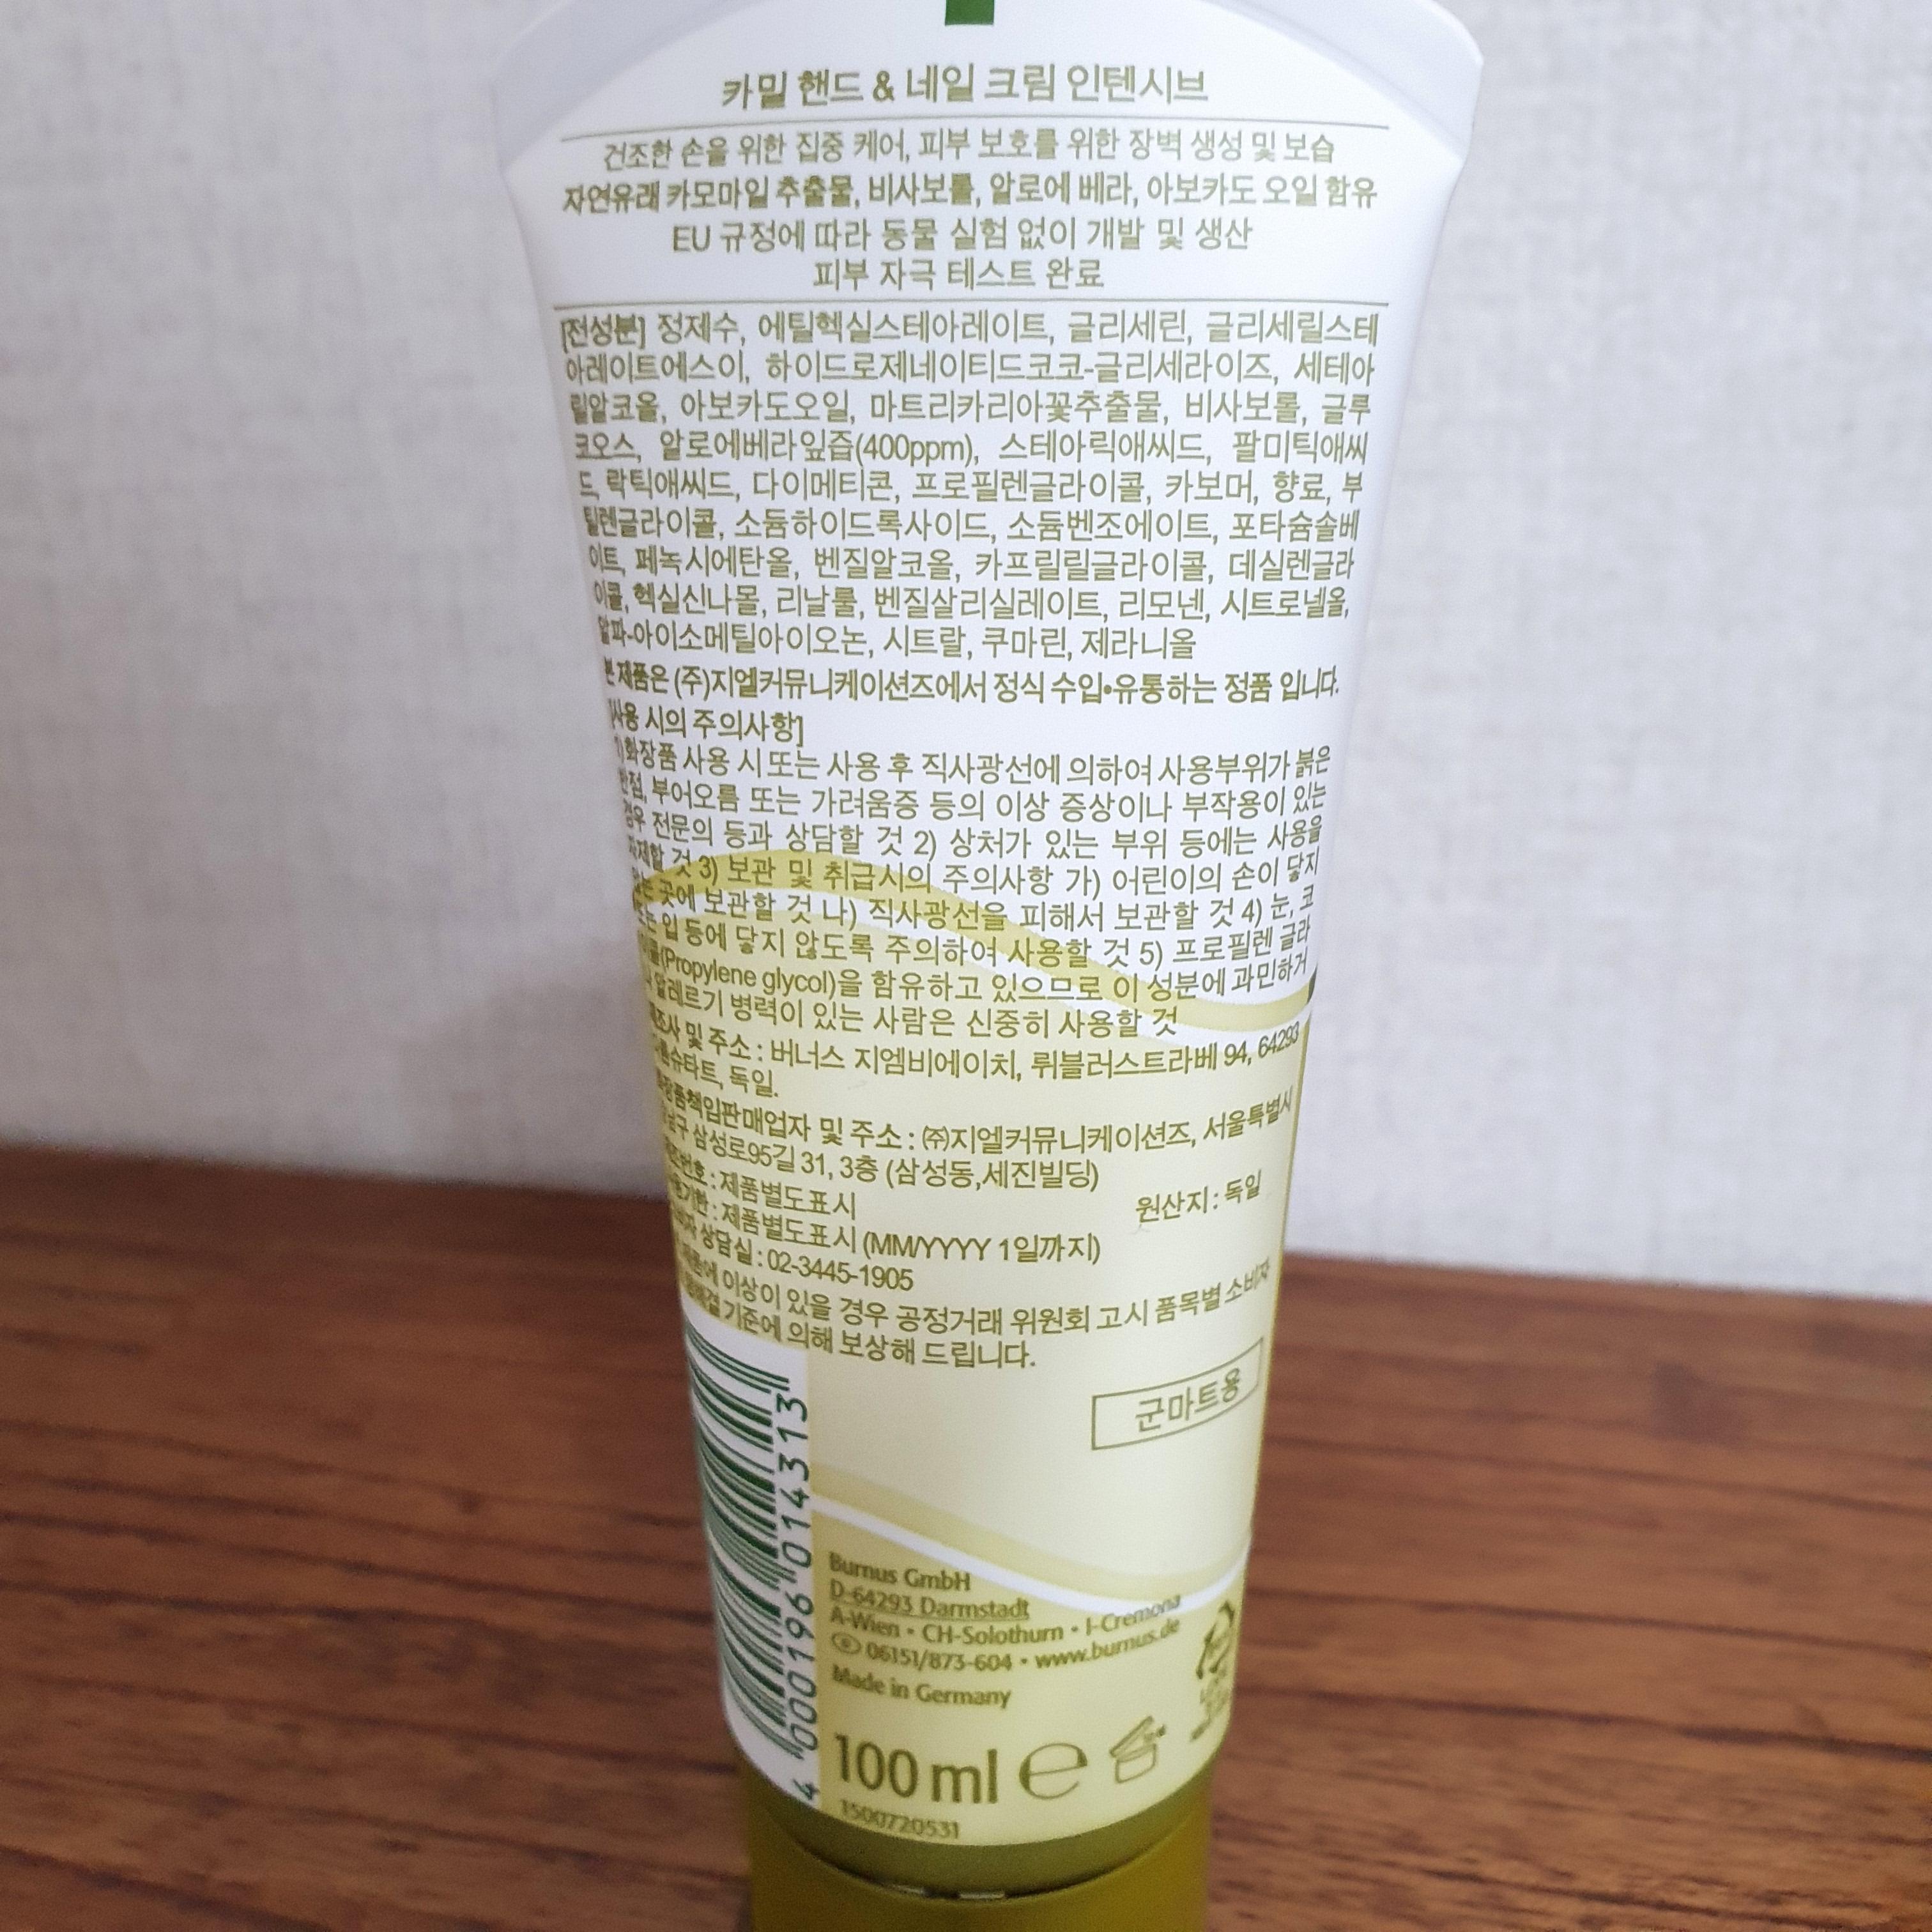 카밀 핸드 & 네일 크림 인텐시브
건조한 손을 위한 집중 케어, 피부 보호를 위한 장벽 생성 및 보습
자연유래 카모마일 추출물, 비사보롤, 알로에 베라, 아보카도 오일 함유
EU 규정에 따라 동물 실험 없이 개발 및 생산
피부 자극 테스트 완료
[전성분] 정제수, 에틸헥실스테아레이트, 글리세린, 글리세릴스테
아레이트에스이, 하이드로제네이티드코코-글리세라이즈, 세테아
릴알코올, 아보카도오일, 마트리카리아꽃추출물, 비사보롤, 글루
코오스, 알로에베라잎즙(400ppm), 스테아릭애씨드, 팔미틱애씨
드, 락틱애씨드, 다이메티콘, 프로필렌글라이콜, 카보머, 향료, 부
틸렌글라이콜, 소듐하이드록사이드, 소듐벤조에이트, 포타슘솔베
이트, 페녹시에탄올, 벤질알코올, 카프릴릴글라이콜, 데실렌글라
이콜, 헥실신나몰, 리날룰, 벤질살리실레이트, 리모넨, 시트로넬올,
알파-아이소메틸아이오논, 시트랄, 쿠마린, 제라니올
본 제품은 (주)지엘커뮤니케이션즈에서 정식 수입•유통하는 정품 입니다.
[사용 시의 주의사항]
1) 화장품 사용 시 또는 사용 후 직사광선에 의하여 사용부위가 붉은
반점, 부어오름 또는 가려움증 등의 이상 증상이나 부작용이 있는
경우 전문의 등과 상담할 것 2) 상처가 있는 부위 등에는 사용을
자제할 것 3) 보관 및 취급시의 주의사항 가) 어린이의 손이 닿지
않는 곳에 보관할 것 나) 직사광선을 피해서 보관할 것 4) 눈, 코
또는 입 등에 닿지 않도록 주의하여 사용할 것 5) 프로필렌 글라
이콜(Propylene glycol)을 함유하고 있으므로 이 성분에 과민하거
나 알레르기 병력이 있는 사람은 신중히 사용할 것
제조사 및 주소 : 버너스 지엠비에이치, 뤼블러스트라베 94, 64293
다름슈타트, 독일.
화장품책임판매업자 및 주소 : ㈜지엘커뮤니케이션즈, 서울특별시
강남구 삼성로95길 31, 3층 (삼성동,세진빌딩)
제조번호 : 제품별도표시
원산지 : 독일
사용기한 : 제품별도표시 (MM/YYYY 1일까지)
소비자 상담실 : 02-3445-1905
제품에 이상이 있을 경우 공정거래 위원회 고시 품목별 소비자
분쟁해결 기준에 의해 보상해 드립니다.
군마트용
4 000196 014313
Burnus GmbH
D-64293 Darmstadt
A-Wien • CH-Solothurn • I-Cremona
06151/873-604 • www.burnus.de
Made in Germany
100 ml ℮
1500720531